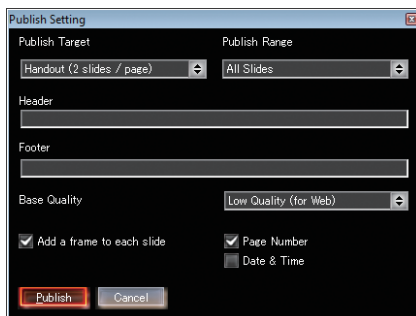 Publish Setting
Publish Target
Publish Range
Handout (2 slides / page)
All Slides
Header
Footer
Base Quality
Low Quality (for Web)
Add a frame to each slide
Page Number
Date & Time
Publish
Cancel